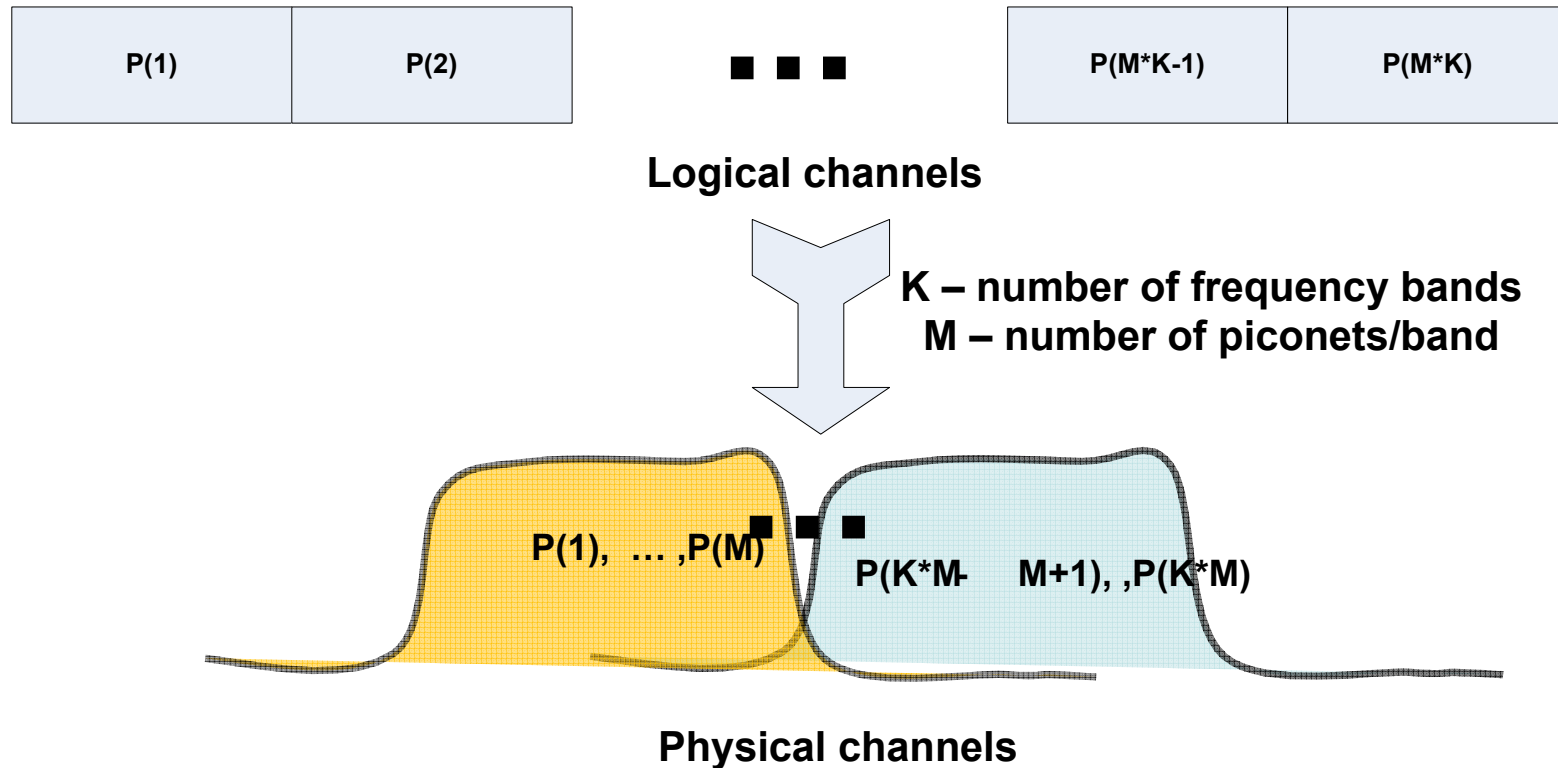 P(1) P(2) ■ ■ ■ P(M*K-1) P(M*K)
Logical channels
K – number of frequency bands
M – number of piconets/band
■ ■ ■
P(1), … ,P(M)
P(K*M- M+1), ,P(K*M)
Physical channels